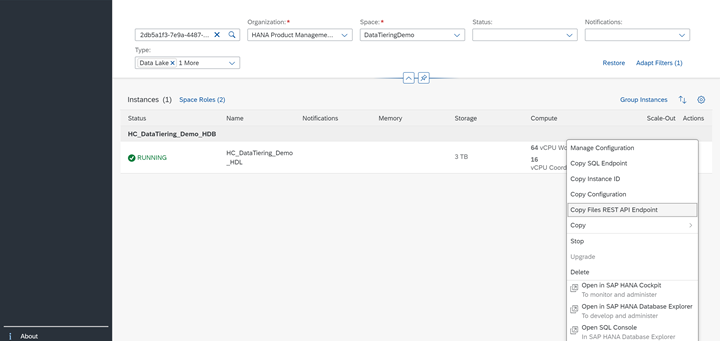 Organization:*
Space:*
Status:
Notifications:
2db5a1f3-7e9a-4487-...
HANA Product Manageme...
DataTieringDemo
Type:
Data Lake
1 More
Restore
Adapt Filters (1)
Instances (1)
Space Roles (2)
Group Instances
Status
Name
Notifications
Memory
Storage
Compute
Scale-Out
Actions
HC_DataTiering_Demo_HDB
RUNNING
HC_DataTiering_Demo
_HDL
3 TB
64 vCPU Wo
16
vCPU Coord
Manage Configuration
Copy SQL Endpoint
Copy Instance ID
Copy Configuration
Copy Files REST API Endpoint
Copy
Stop
Upgrade
Delete
Open in SAP HANA Cockpit
To monitor and administer
Open in SAP HANA Database Explorer
To develop and administer
Open SQL Console
In SAP HANA Database Explorer
About